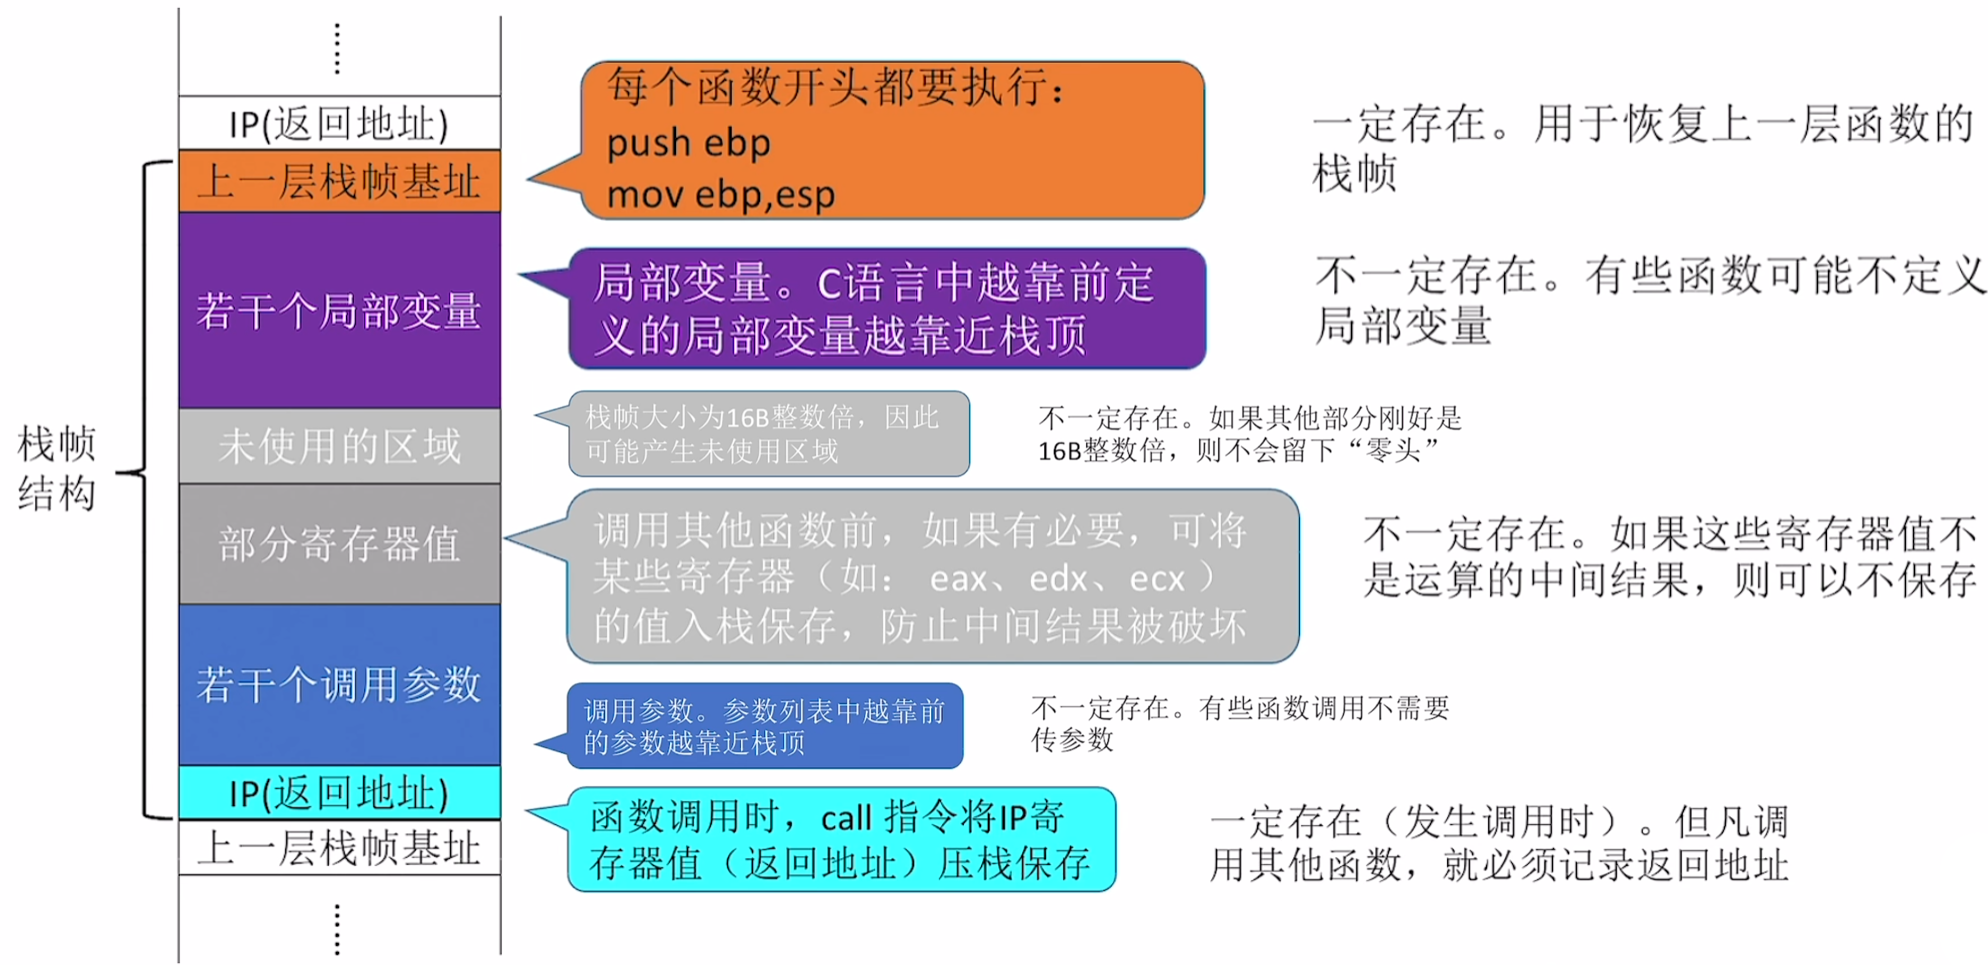 IP(返回地址)
上一层栈帧基址
若干个局部变量
未使用的区域
部分寄存器值
若干个调用参数
IP(返回地址)
上一层栈帧基址
栈帧
结构
每个函数开头都要执行：
push ebp
mov ebp,esp
一定存在。用于恢复上一层函数的
栈帧
局部变量。C语言中越靠前定
义的局部变量越靠近栈顶
不一定存在。有些函数可能不定义
局部变量
栈帧大小为16B整数倍，因此
可能产生未使用区域
不一定存在。如果其他部分刚好是
16B整数倍，则不会留下“零头”
调用其他函数前，如果有必要，可将
某些寄存器（如： eax、edx、ecx ）
的值入栈保存，防止中间结果被破坏
不一定存在。如果这些寄存器值不
是运算的中间结果，则可以不保存
调用参数。参数列表中越靠前
的参数越靠近栈顶
不一定存在。有些函数调用不需要
传参数
函数调用时，call 指令将IP寄
存器值（返回地址）压栈保存
一定存在（发生调用时）。但凡调
用其他函数，就必须记录返回地址